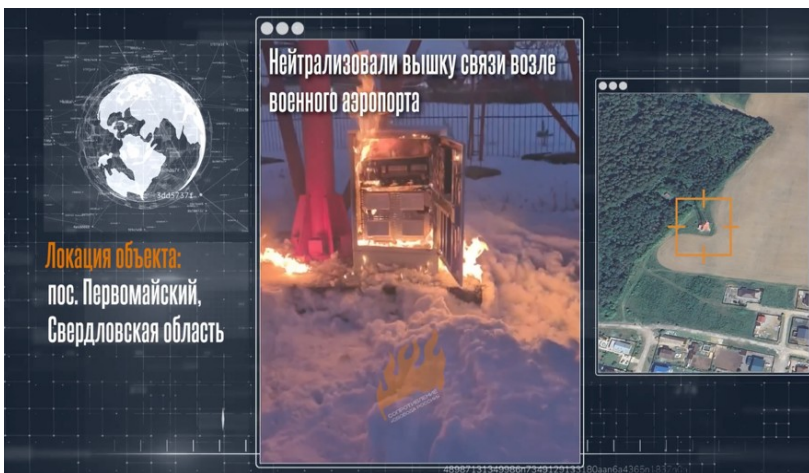 Нейтрализовали вышку связи возле
военного аэропорта
Локация объекта:
пос. Первомайский,
Свердловская область